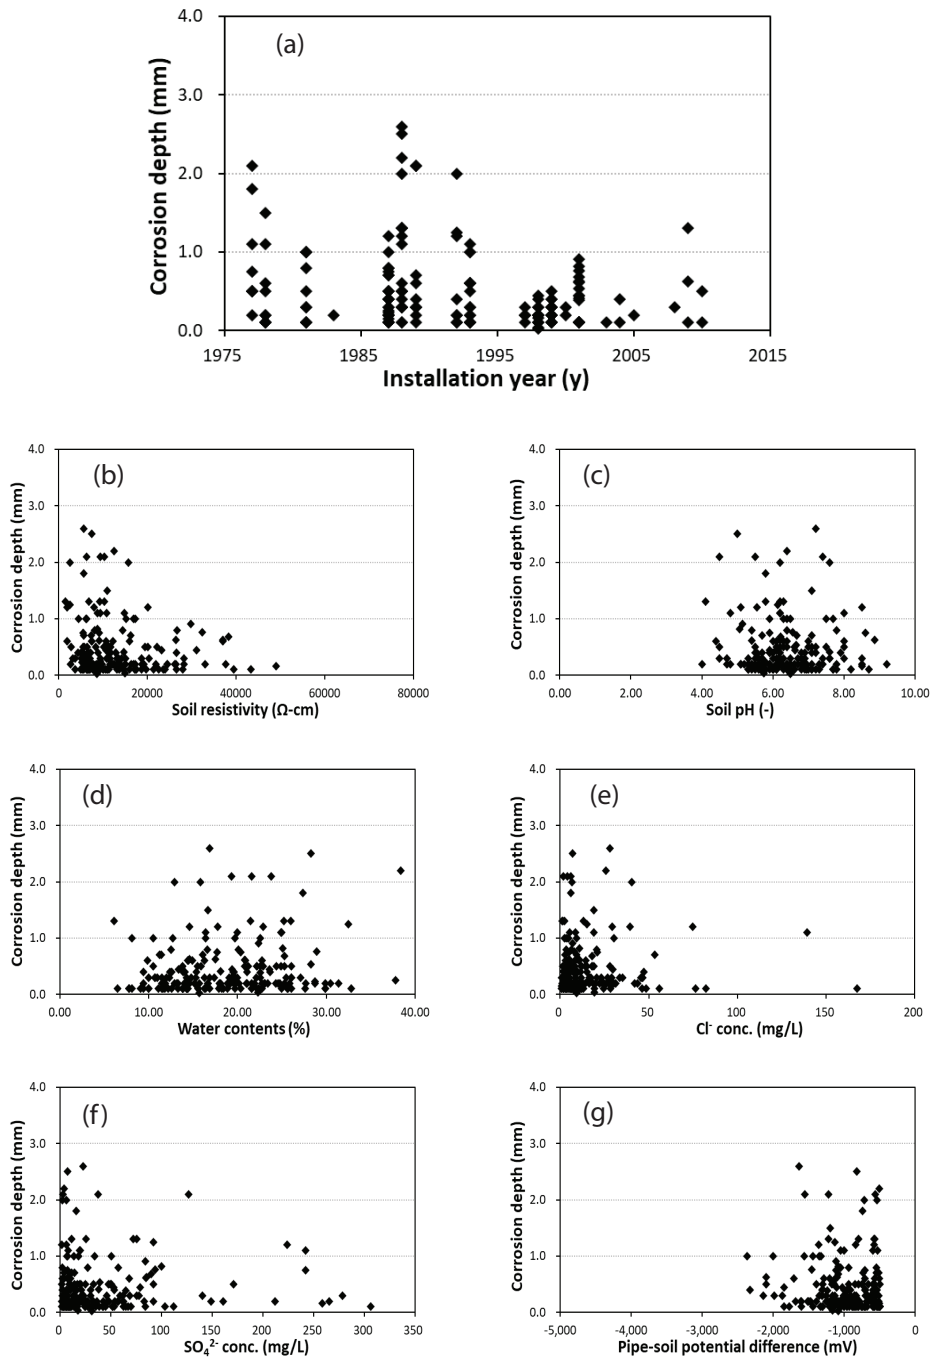 4.0
(a)
3.0
2.0
1.0
0.0
Corrosion depth (mm)
1975 1985 1995 2005 2015
Installation year (y)
4.0
(b)
3.0
2.0
1.0
0.0
Corrosion depth (mm)
0 20000 40000 60000 80000
Soil resistivity (Ω-cm)
4.0
(c)
3.0
2.0
1.0
0.0
Corrosion depth (mm)
0.00 2.00 4.00 6.00 8.00 10.00
Soil pH (-)
4.0
(d)
3.0
2.0
1.0
0.0
Corrosion depth (mm)
0.00 10.00 20.00 30.00 40.00
Water contents (%)
4.0
(e)
3.0
2.0
1.0
0.0
Corrosion depth (mm)
0 50 100 150 200
Cl⁻ conc. (mg/L)
4.0
(f)
3.0
2.0
1.0
0.0
Corrosion depth (mm)
0 50 100 150 200 250 300 350
SO₄²⁻ conc. (mg/L)
4.0
(g)
3.0
2.0
1.0
0.0
Corrosion depth (mm)
-5,000 -4,000 -3,000 -2,000 -1,000 0
Pipe-soil potential difference (mV)